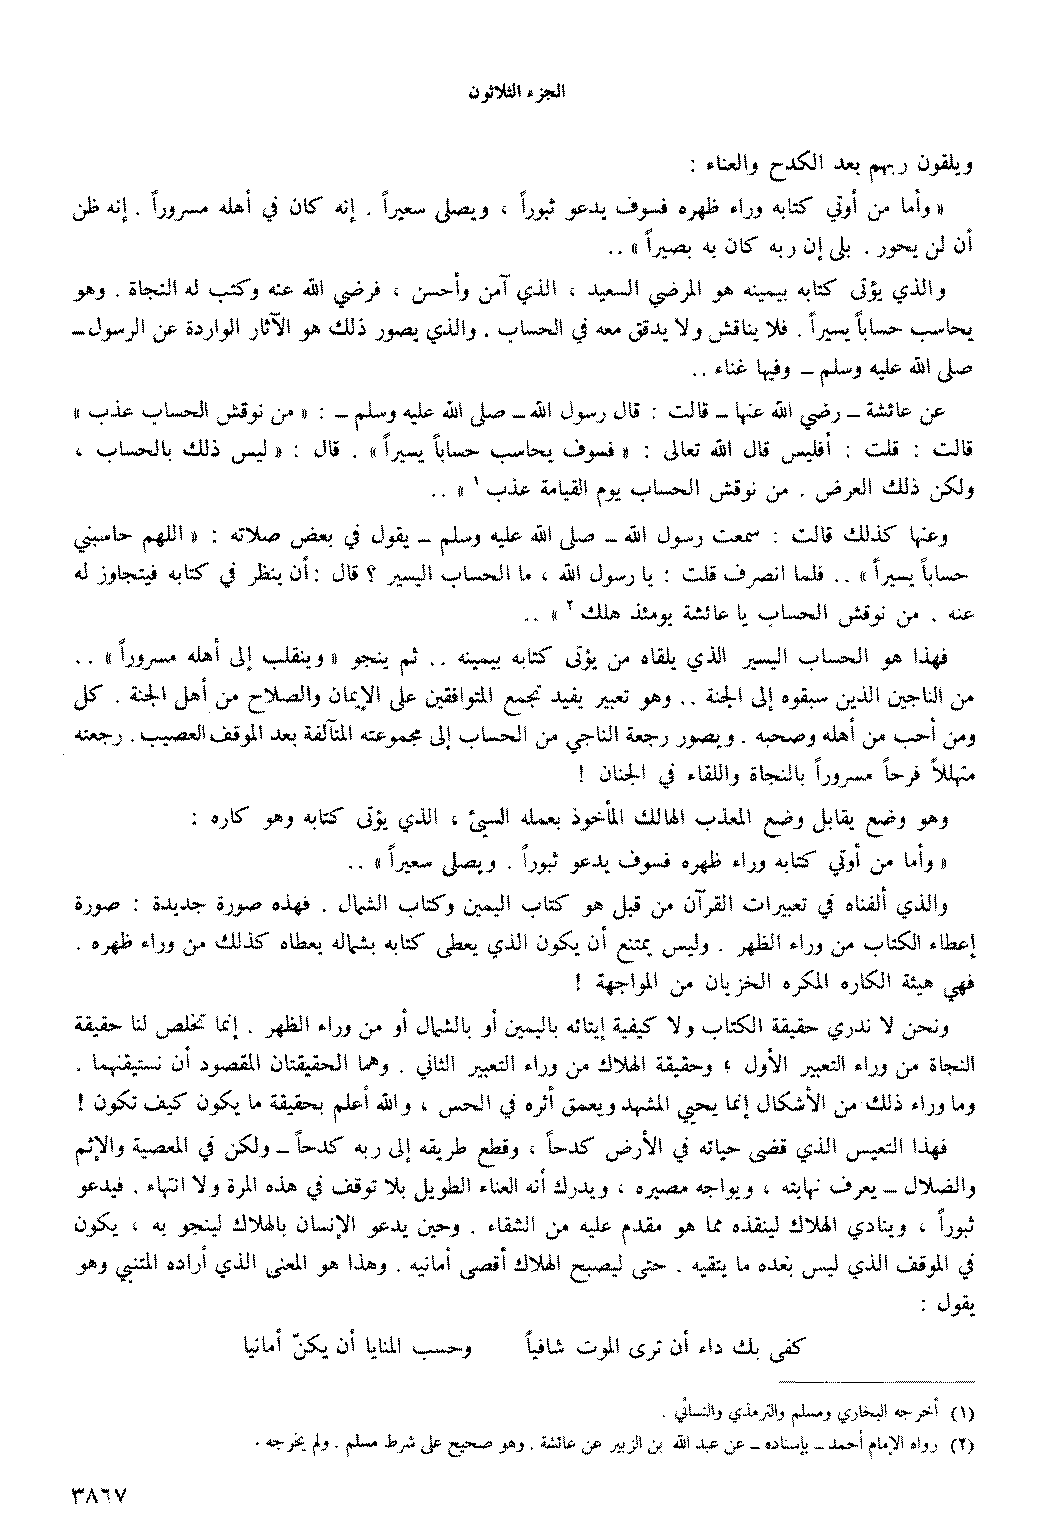 الجزء الثلاثون
ويلقون ربهم بعد الكدح والعناء :
« وأما من أوتي كتابه وراء ظهره فسوف يدعو ثبوراً ، ويصلى سعيراً . إنه كان في أهله مسروراً . إنه ظن
أن لن يحور . بلى إن ربه كان به بصيراً » ..
والذي يؤتى كتابه بيمينه هو المرضي السعيد ، الذي آمن وأحسن ، فرضي الله عنه وكتب له النجاة . وهو
يحاسب حساباً يسيراً . فلا يناقش ولا يدقق معه في الحساب . والذي يصور ذلك هو الآثار الواردة عن الرسول ــ
صلى الله عليه وسلم ــ وفيها غناء ..
عن عائشة ــ رضي الله عنها ــ قالت : قال رسول الله ــ صلى الله عليه وسلم ــ : « من نوقش الحساب عذب »
قالت : قلت : أفليس قال الله تعالى : « فسوف يحاسب حساباً يسيراً » . قال : « ليس ذلك بالحساب ،
ولكن ذلك العرض . من نوقش الحساب يوم القيامة عذب ١ » ..
وعنها كذلك قالت : سمعت رسول الله ــ صلى الله عليه وسلم ــ يقول في بعض صلاته : « اللهم حاسبني
حساباً يسيراً » .. فلما انصرف قلت : يا رسول الله ، ما الحساب اليسير ؟ قال : أن ينظر في كتابه فيتجاوز له
عنه . من نوقش الحساب يا عائشة يومئذ هلك ٢ » ..
فهذا هو الحساب اليسير الذي يلقاه من يؤتى كتابه بيمينه .. ثم ينجو « وينقلب إلى أهله مسروراً » ..
من الناجين الذين سبقوه إلى الجنة .. وهو تعبير يفيد تجمع المتوافقين على الإيمان والصلاح من أهل الجنة . كل
ومن أحب من أهله وصحبه . ويصور رجعة الناجي من الحساب إلى مجموعته المتآلفة بعد الموقف العصيب . رجعته
متهللاً فرحاً مسروراً بالنجاة واللقاء في الجنان !
وهو وضع يقابل وضع المعذب الهالك المأخوذ بعمله السيئ ، الذي يؤتى كتابه وهو كاره :
« وأما من أوتي كتابه وراء ظهره فسوف يدعو ثبوراً . ويصلى سعيراً » ..
والذي ألفناه في تعبيرات القرآن من قبل هو كتاب اليمين وكتاب الشمال . فهذه صورة جديدة : صورة
إعطاء الكتاب من وراء الظهر . وليس يمتنع أن يكون الذي يعطى كتابه بشماله يعطاه كذلك من وراء ظهره .
فهي هيئة الكاره المكره الخزيان من المواجهة !
ونحن لا ندري حقيقة الكتاب ولا كيفية إيتائه باليمين أو بالشمال أو من وراء الظهر . إنما تخلص لنا حقيقة
النجاة من وراء التعبير الأول ؛ وحقيقة الهلاك من وراء التعبير الثاني . وهما الحقيقتان المقصود أن نستيقنهما .
وما وراء ذلك من الأشكال إنما يحيي المشهد ويعمق أثره في الحس ، والله أعلم بحقيقة ما يكون كيف تكون !
فهذا التعيس الذي قضى حياته في الأرض كدحاً ، وقطع طريقه إلى ربه كدحاً ــ ولكن في المعصية والإثم
والضلال ــ يعرف نهايته ، ويواجه مصيره ، ويدرك أنه العناء الطويل بلا توقف في هذه المرة ولا انتهاء . فيدعو
ثبوراً ، وينادي الهلاك لينقذه مما هو مقدم عليه من الشقاء . وحين يدعو الإنسان بالهلاك لينجو به ، يكون
في الموقف الذي ليس بعده ما يتقيه . حتى ليصبح الهلاك أقصى أمانيه . وهذا هو المعنى الذي أراده المتنبي وهو
يقول :
كفى بك داء أن ترى الموت شافياً وحسب المنايا أن يكنّ أمانيا
(١) أخرجه البخاري ومسلم والترمذي والنسائي .
(٢) رواه الإمام أحمد ــ بإسناده ــ عن عبد الله بن الزبير عن عائشة . وهو صحيح على شرط مسلم . ولم يخرجه .
٣٨٦٧